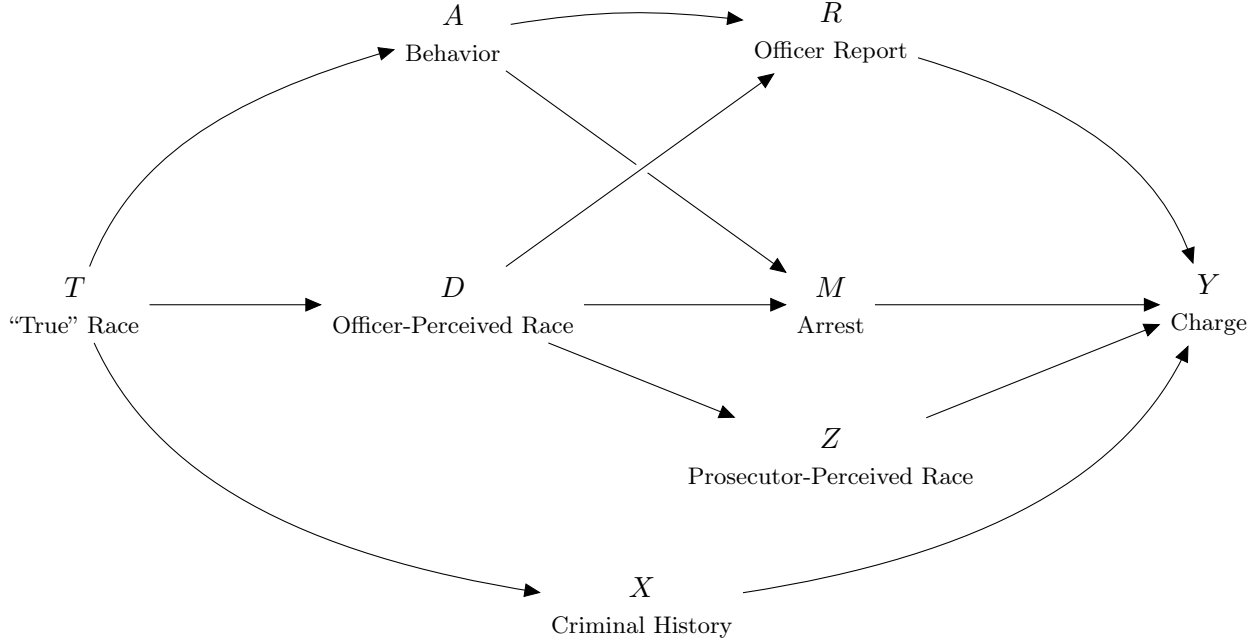 A
Behavior
R
Officer Report
T
“True” Race
D
Officer-Perceived Race
M
Arrest
Y
Charge
Z
Prosecutor-Perceived Race
X
Criminal History